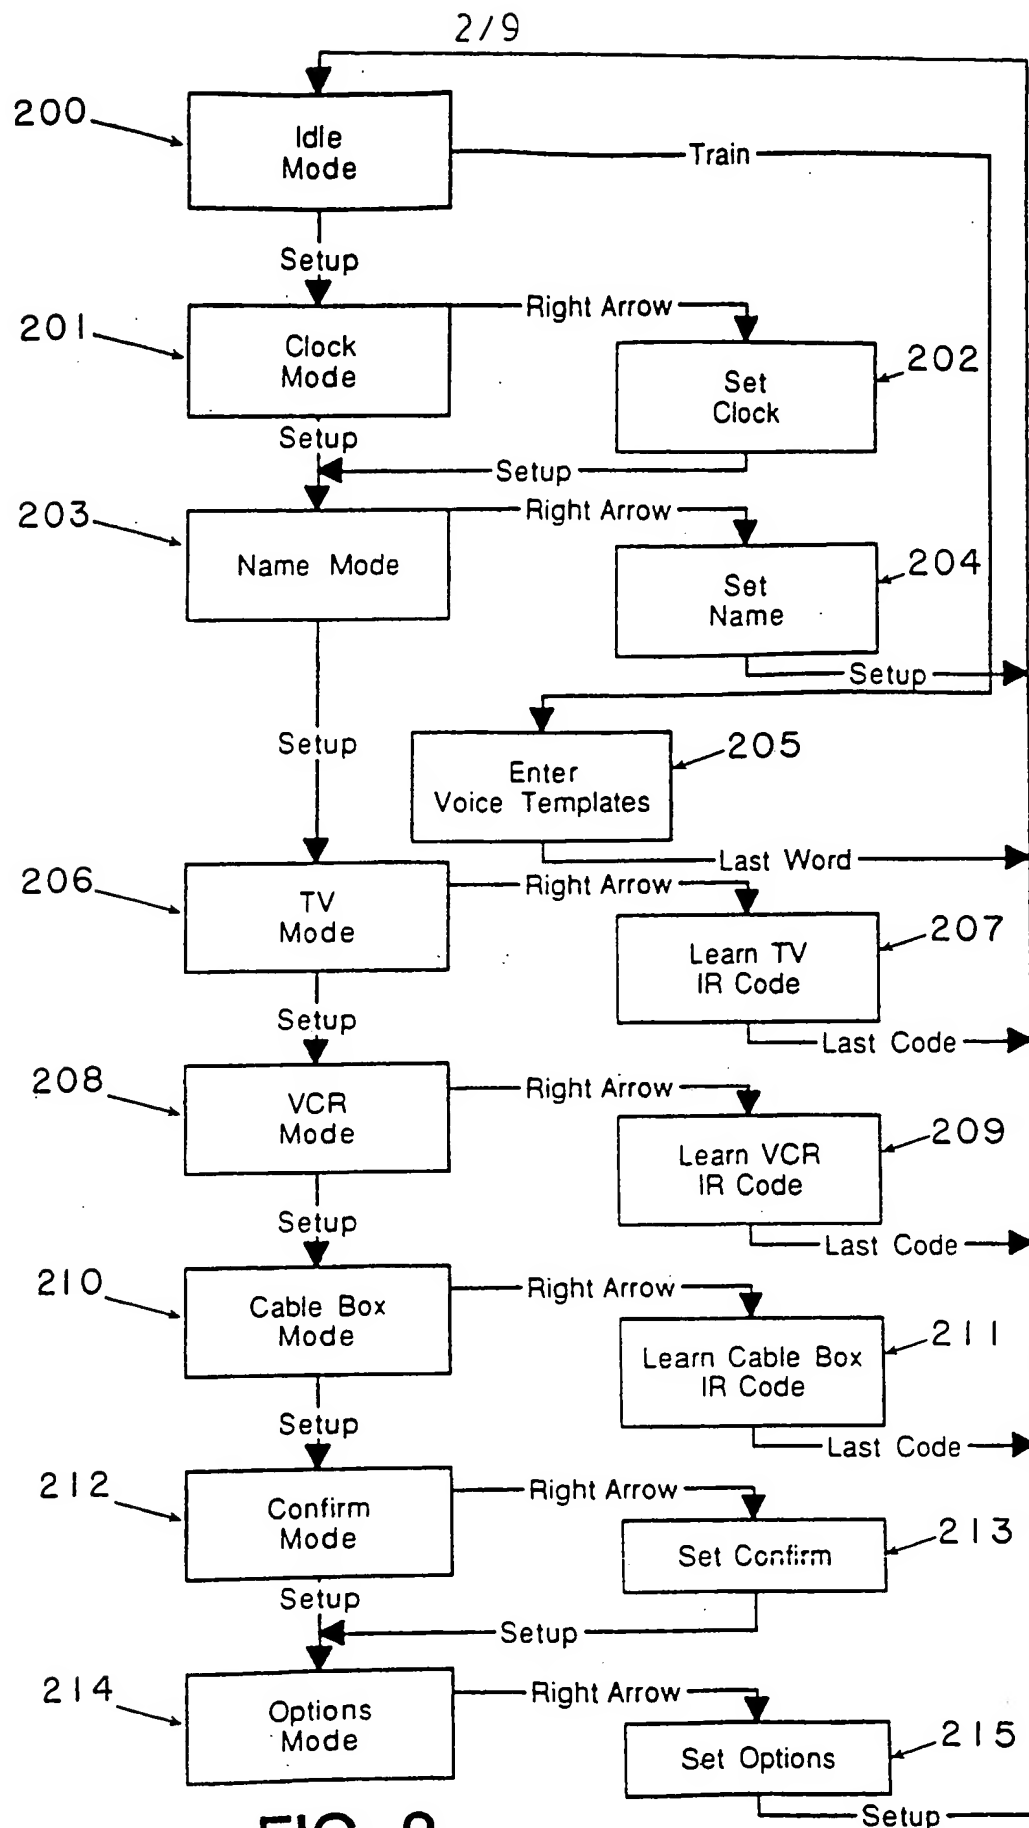 2/9
200
Idle
Mode
Train
Setup
201
Clock
Mode
Right Arrow
202
Set
Clock
Setup
Setup
203
Name Mode
Right Arrow
204
Set
Name
Setup
Setup
205
Enter
Voice Templates
Last Word
206
TV
Mode
Right Arrow
207
Learn TV
IR Code
Last Code
Setup
208
VCR
Mode
Right Arrow
209
Learn VCR
IR Code
Last Code
Setup
210
Cable Box
Mode
Right Arrow
211
Learn Cable Box
IR Code
Last Code
Setup
212
Confirm
Mode
Right Arrow
213
Set Confirm
Setup
Setup
214
Options
Mode
Right Arrow
215
Set Options
Setup